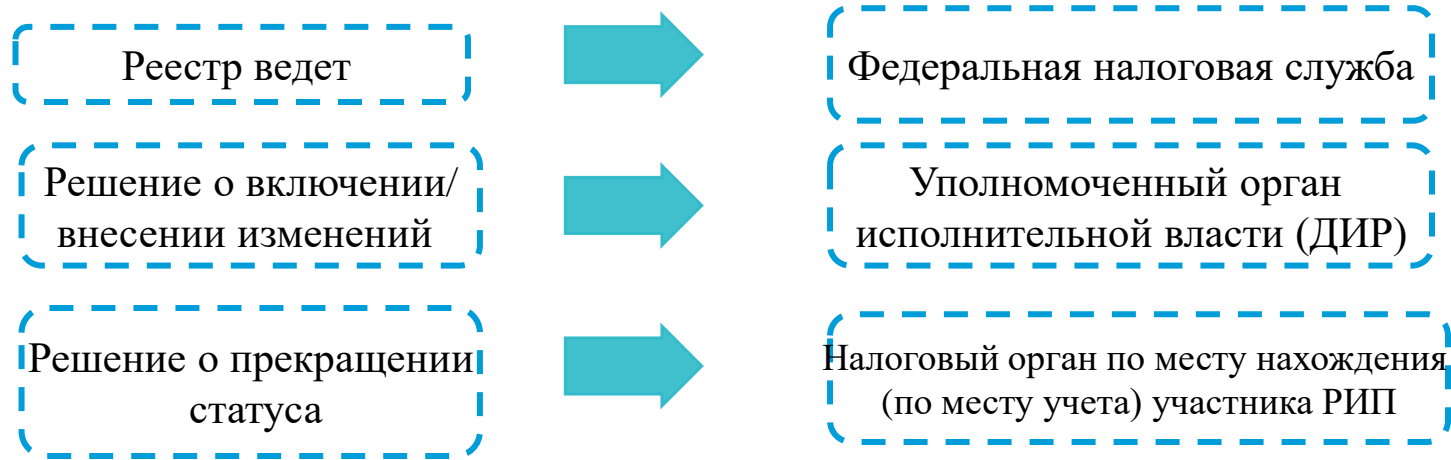 Реестр ведет
Федеральная налоговая служба
Решение о включении/
внесении изменений
Уполномоченный орган
исполнительной власти (ДИР)
Решение о прекращении
статуса
Налоговый орган по месту нахождения
(по месту учета) участника РИП